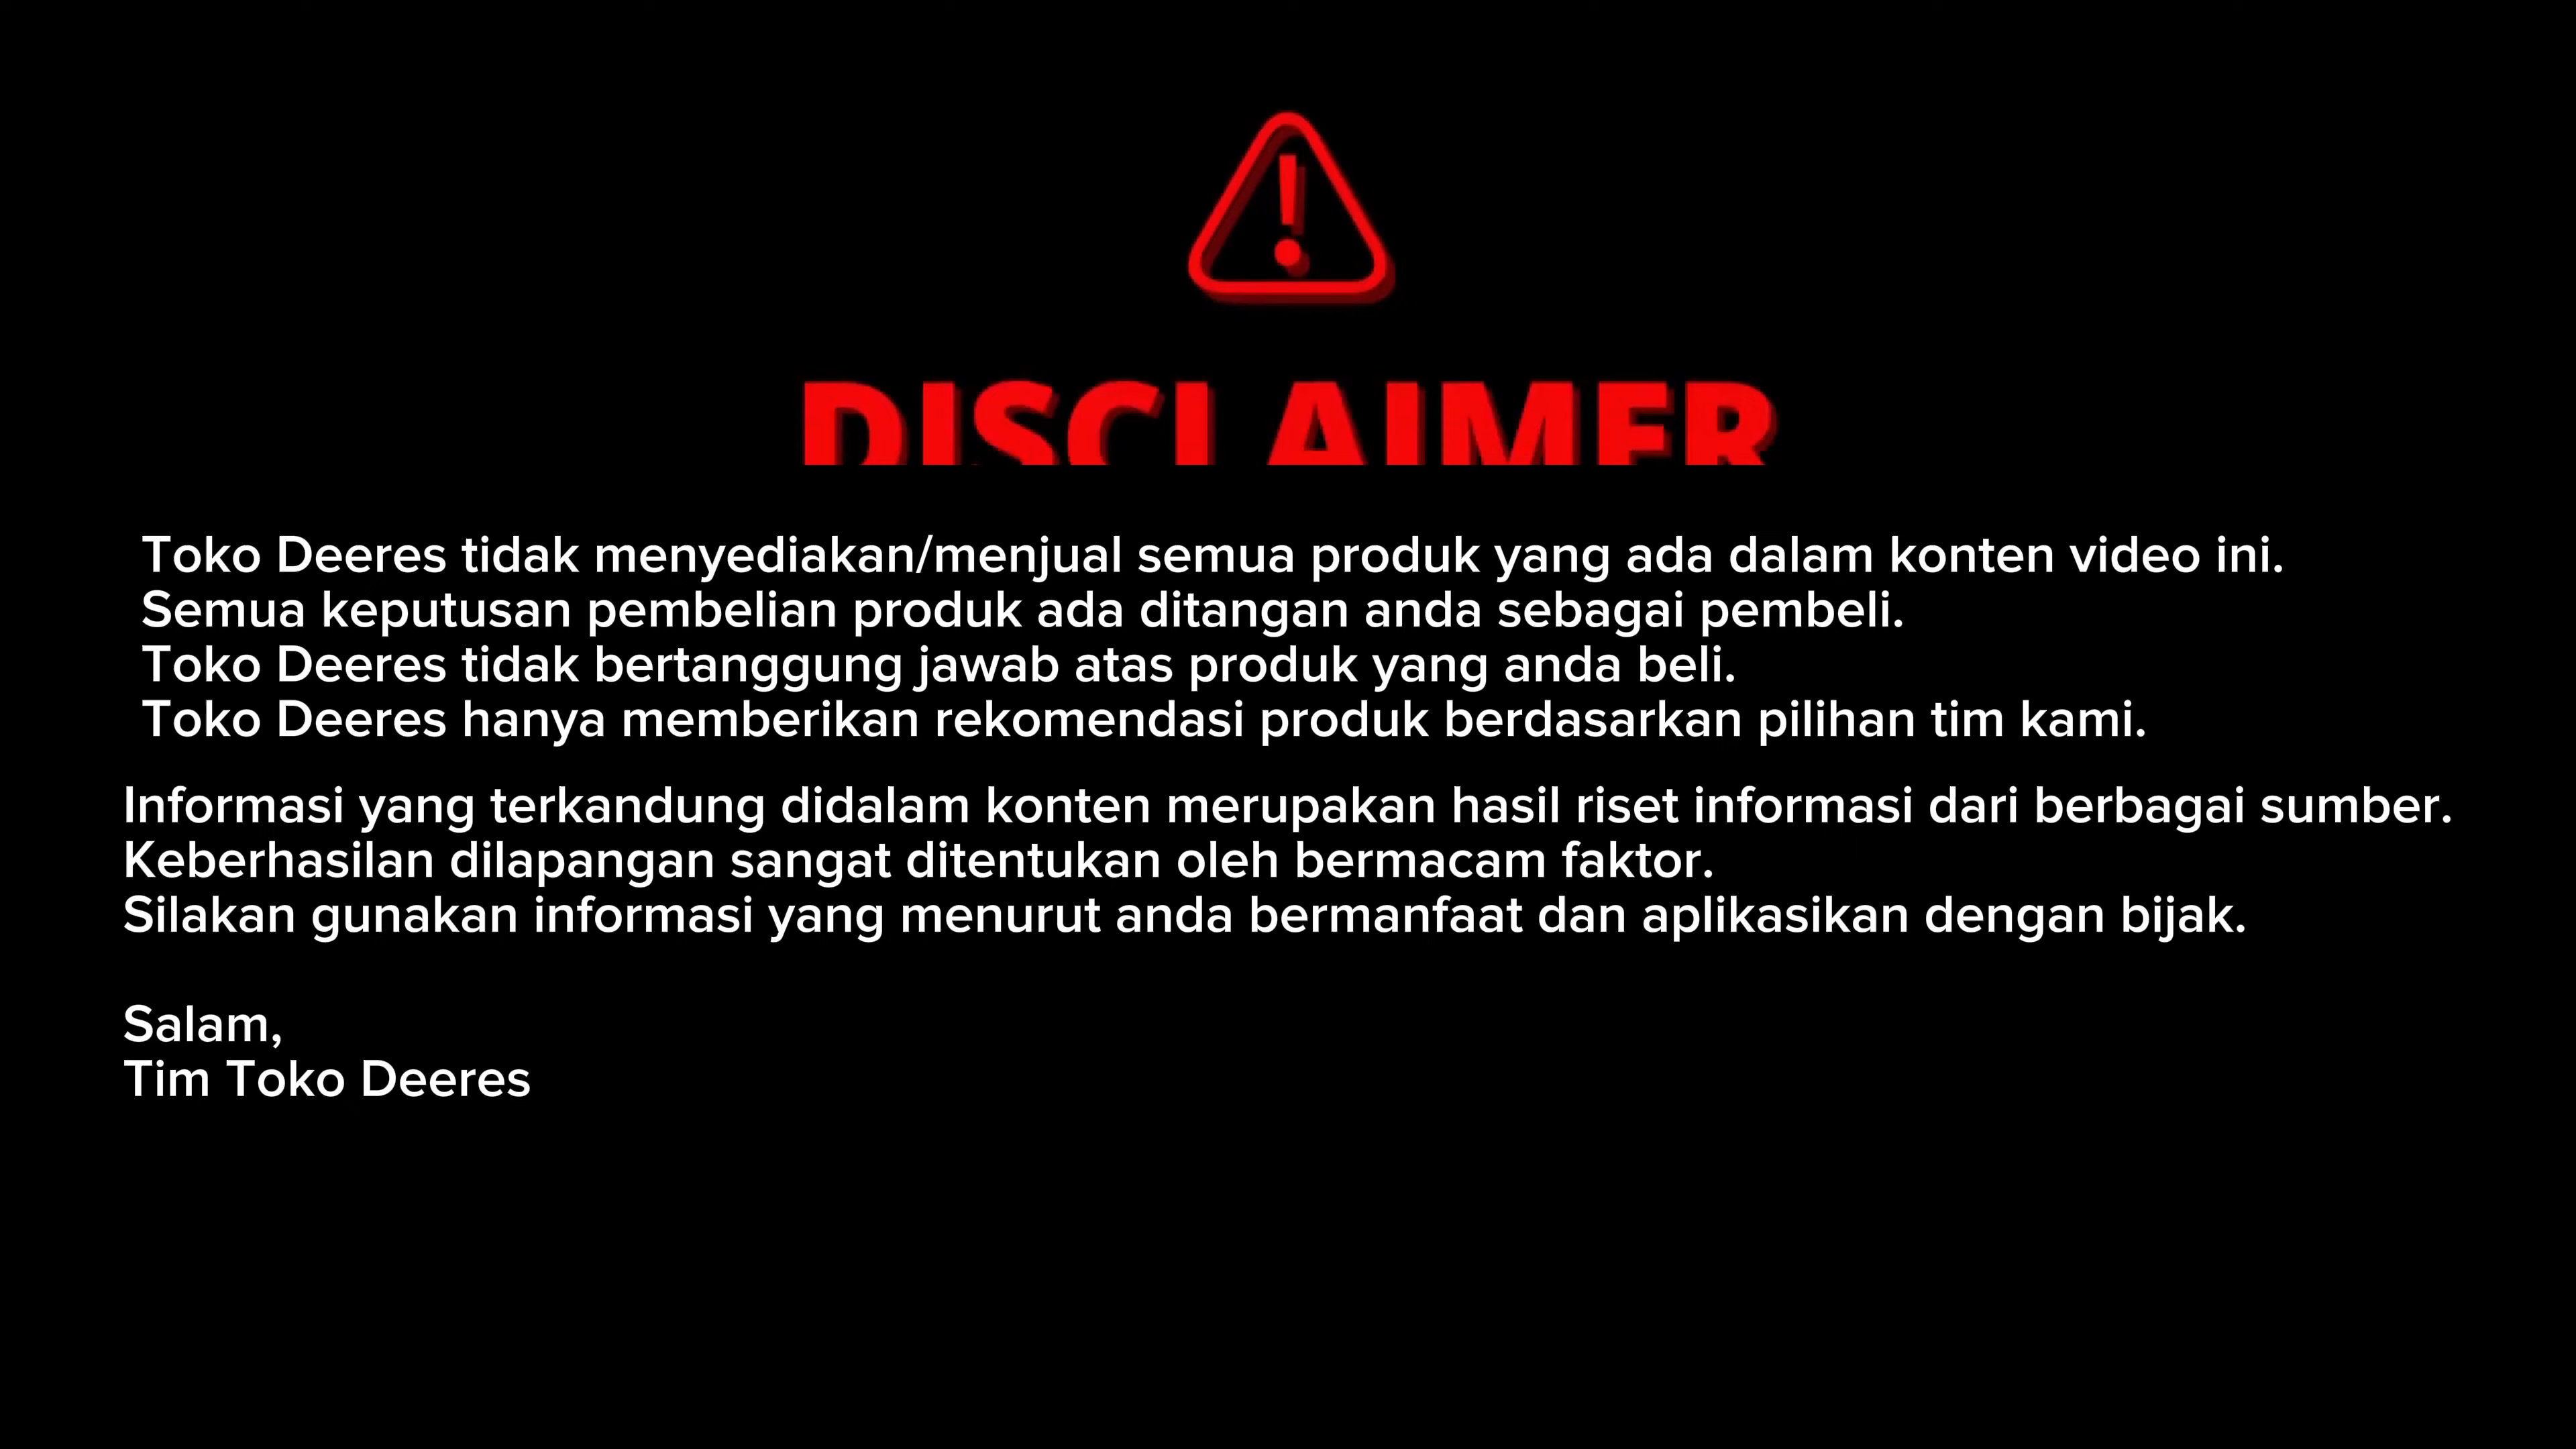 DISCLAIMER
Toko Deeres tidak menyediakan/menjual semua produk yang ada dalam konten video ini.
Semua keputusan pembelian produk ada ditangan anda sebagai pembeli.
Toko Deeres tidak bertanggung jawab atas produk yang anda beli.
Toko Deeres hanya memberikan rekomendasi produk berdasarkan pilihan tim kami.
Informasi yang terkandung didalam konten merupakan hasil riset informasi dari berbagai sumber.
Keberhasilan dilapangan sangat ditentukan oleh bermacam faktor.
Silakan gunakan informasi yang menurut anda bermanfaat dan aplikasikan dengan bijak.
Salam,
Tim Toko Deeres